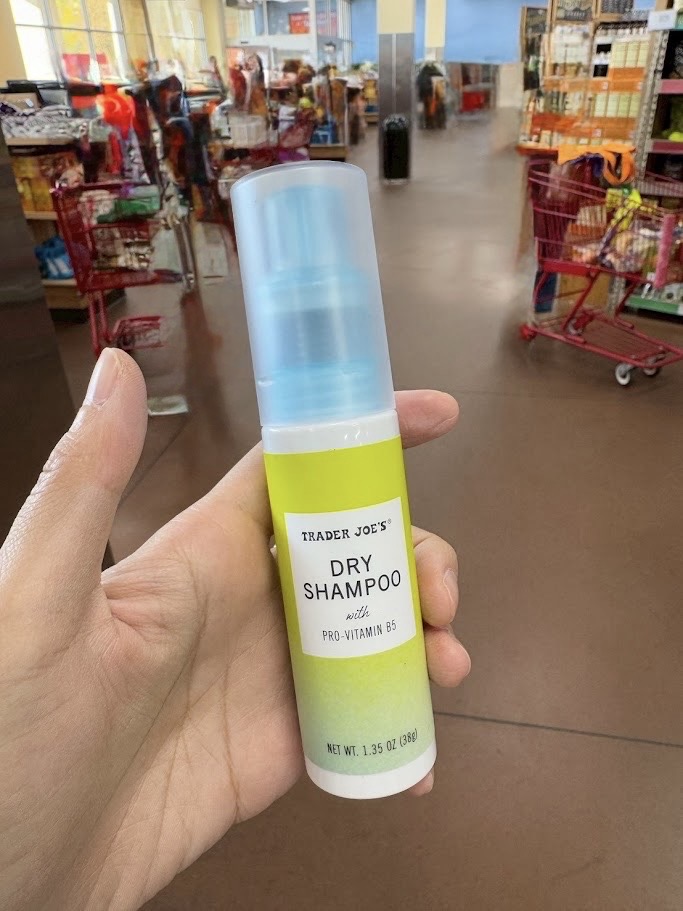 TRADER JOE'S®
DRY
SHAMPOO
with
PRO-VITAMIN B5
NET WT. 1.35 OZ (38g)